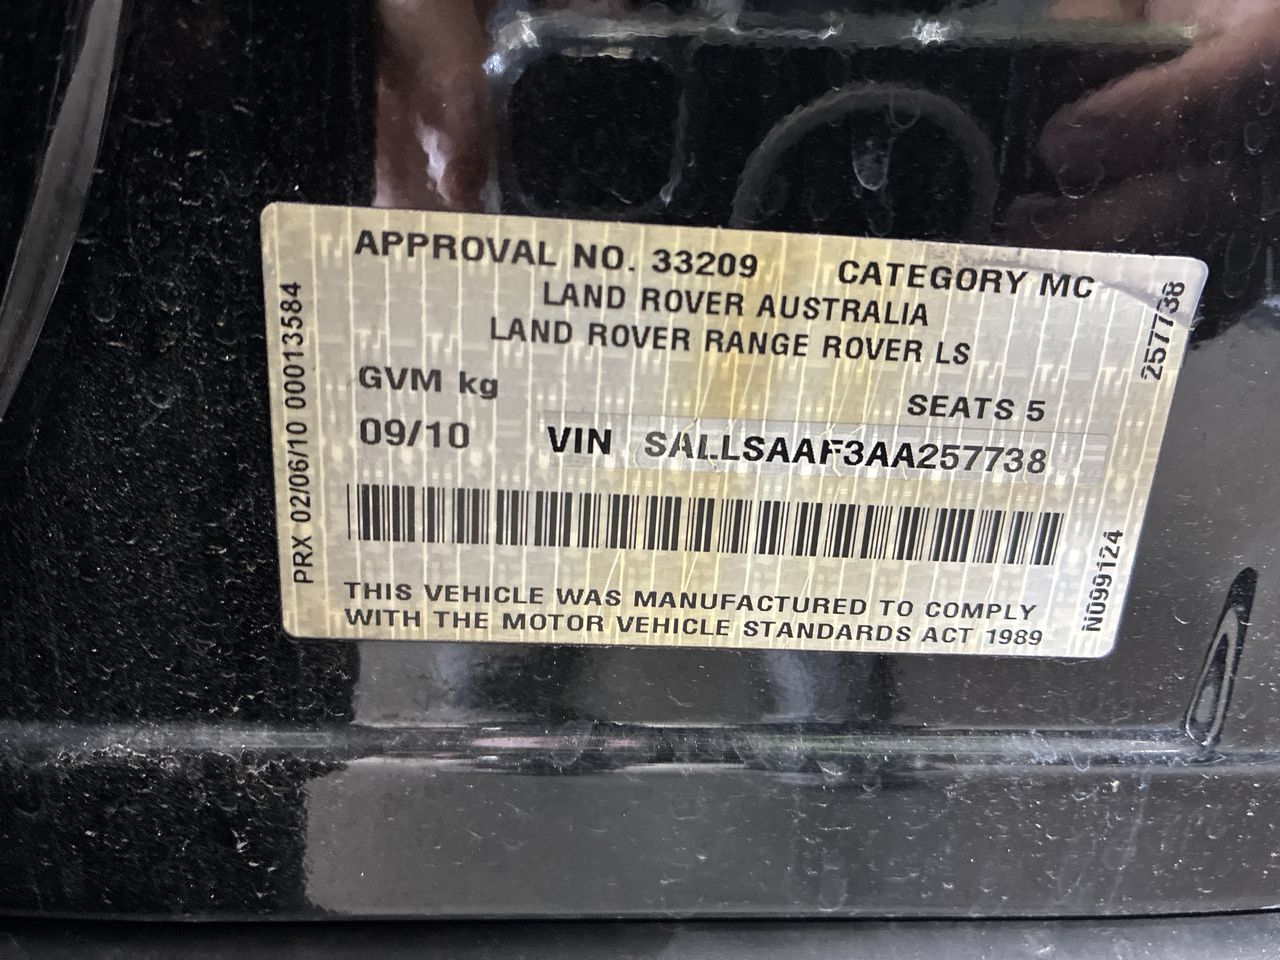 APPROVAL NO. 33209 CATEGORY MC
LAND ROVER AUSTRALIA
LAND ROVER RANGE ROVER LS
GVM kg
SEATS 5
09/10 VIN SALLSAAF3AA257738
THIS VEHICLE WAS MANUFACTURED TO COMPLY
WITH THE MOTOR VEHICLE STANDARDS ACT 1989
PRX 02/06/10 00013584
257738
N099124